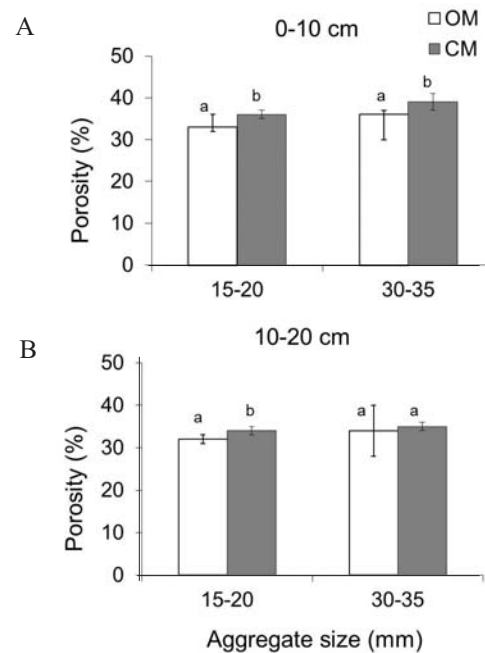 A
0-10 cm
OM
CM
Porosity (%)
50
40
30
20
10
0
a
b
a
b
15-20
30-35
B
10-20 cm
Porosity (%)
50
40
30
20
10
0
a
b
a
a
15-20
30-35
Aggregate size (mm)